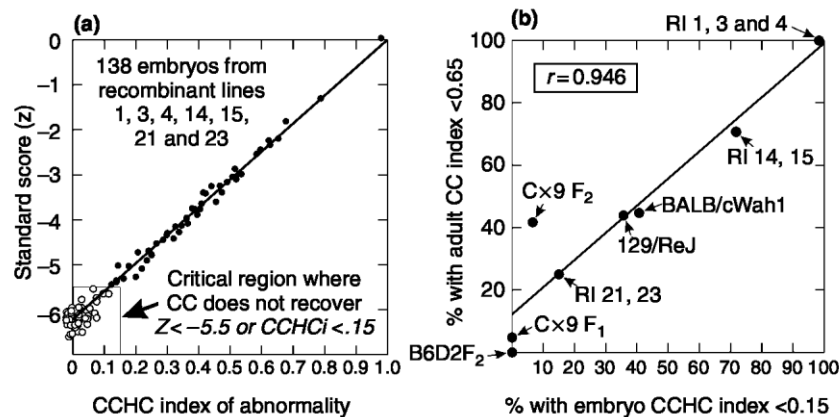 (a)
0
–1
–2
–3
–4
–5
–6
Standard score (z)
138 embryos from
recombinant lines
1, 3, 4, 14, 15,
21 and 23
Critical region where
CC does not recover
Z< –5.5 or CCHCi <.15
0 0.1 0.2 0.3 0.4 0.5 0.6 0.7 0.8 0.9 1.0
CCHC index of abnormality
(b)
RI 1, 3 and 4
100
80
60
40
20
% with adult CC index <0.65
r = 0.946
RI 14, 15
C×9 F2
BALB/cWah1
129/ReJ
RI 21, 23
C×9 F1
B6D2F2
10 20 30 40 50 60 70 80 90 100
% with embryo CCHC index <0.15